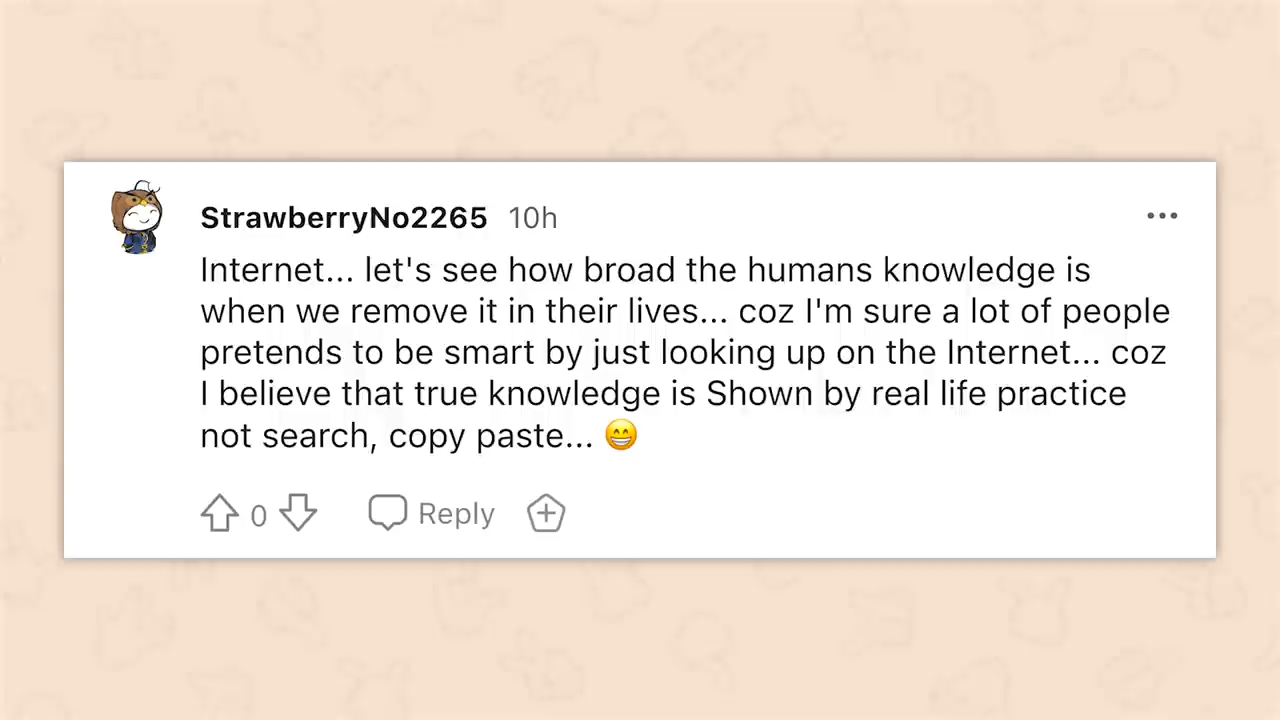 StrawberryNo2265 10h
Internet... let's see how broad the humans knowledge is
when we remove it in their lives... coz I'm sure a lot of people
pretends to be smart by just looking up on the Internet... coz
I believe that true knowledge is Shown by real life practice
not search, copy paste... 😁
0 Reply